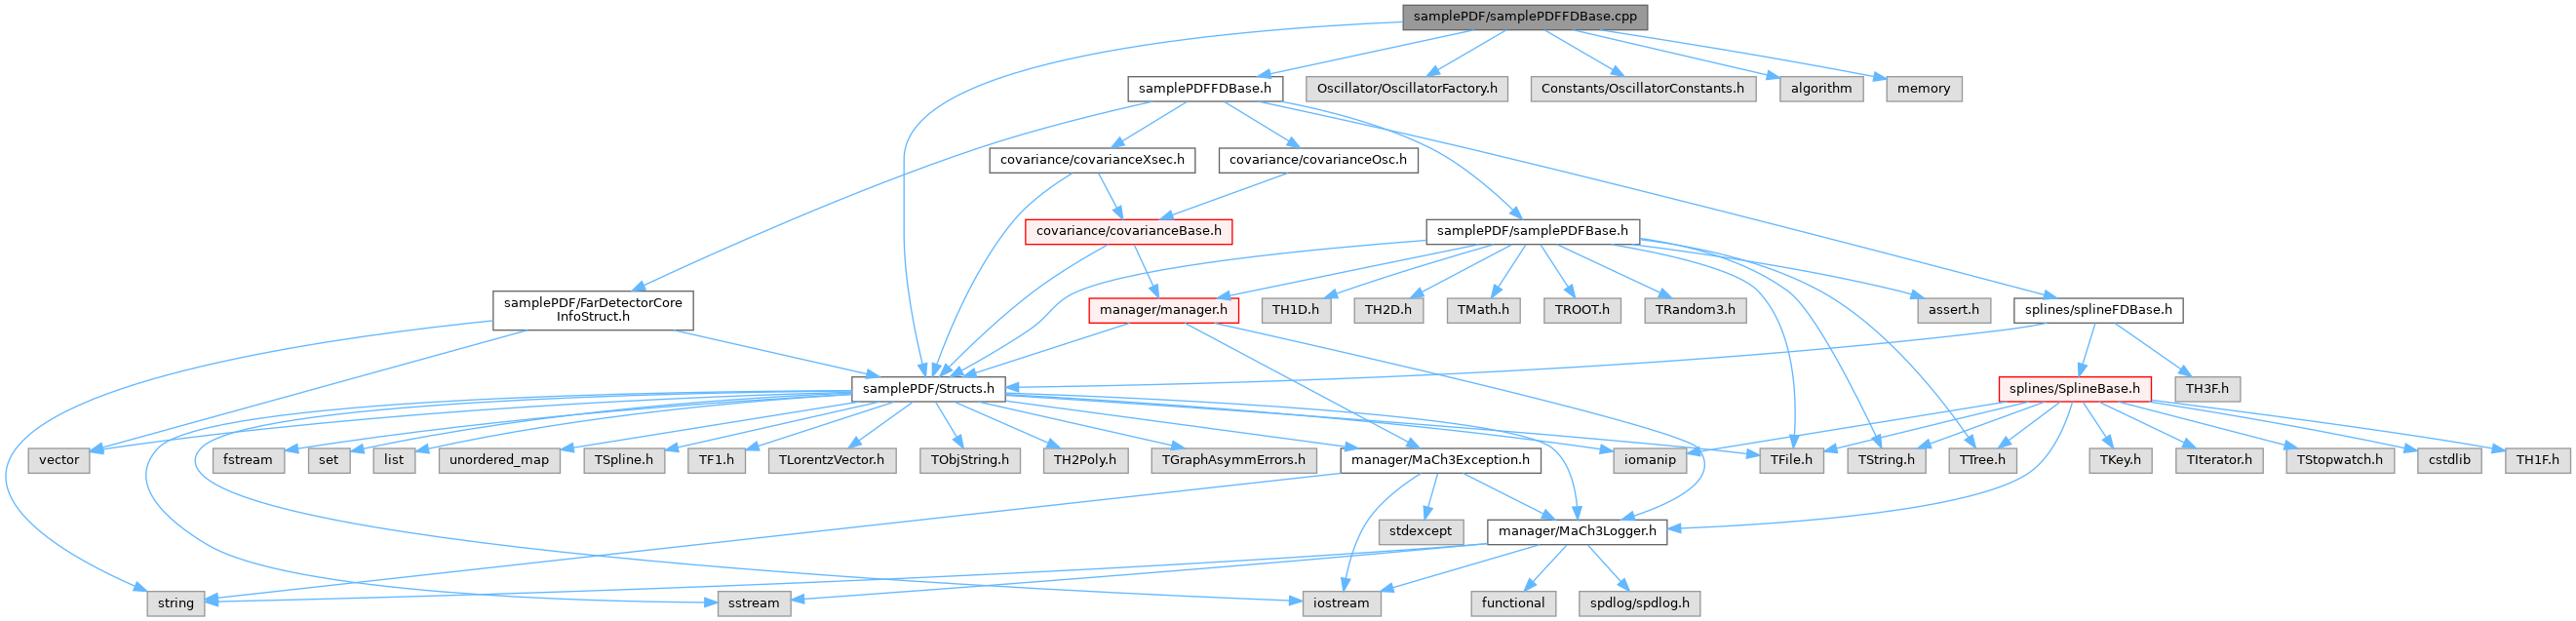 samplePDF/samplePDFFDBase.cpp
samplePDFFDBase.h
Oscillator/OscillatorFactory.h
Constants/OscillatorConstants.h
algorithm
memory
covariance/covarianceXsec.h
covariance/covarianceOsc.h
covariance/covarianceBase.h
samplePDF/samplePDFBase.h
samplePDF/FarDetectorCore
InfoStruct.h
manager/manager.h
TH1D.h
TH2D.h
TMath.h
TROOT.h
TRandom3.h
assert.h
splines/splineFDBase.h
samplePDF/Structs.h
splines/SplineBase.h
TH3F.h
vector
fstream
set
list
unordered_map
TSpline.h
TF1.h
TLorentzVector.h
TObjString.h
TH2Poly.h
TGraphAsymmErrors.h
manager/MaCh3Exception.h
iomanip
TFile.h
TString.h
TTree.h
TKey.h
TIterator.h
TStopwatch.h
cstdlib
TH1F.h
stdexcept
manager/MaCh3Logger.h
string
sstream
iostream
functional
spdlog/spdlog.h